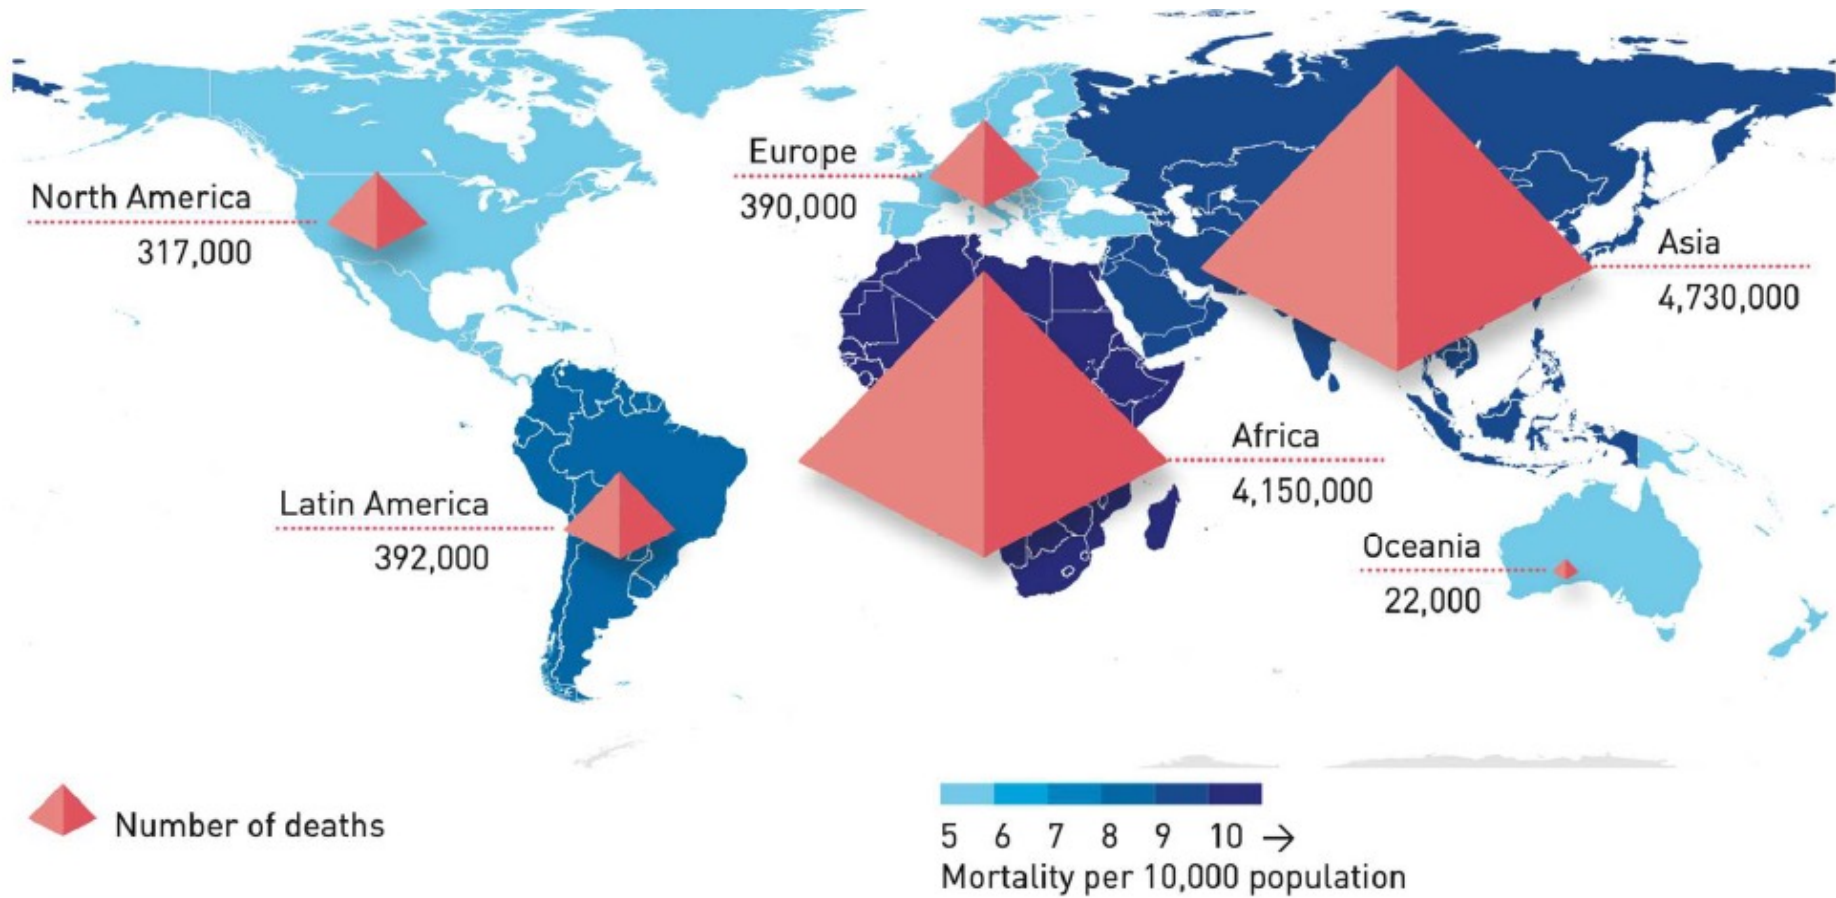 North America
317,000
Europe
390,000
Asia
4,730,000
Latin America
392,000
Africa
4,150,000
Oceania
22,000
Number of deaths
5 6 7 8 9 10 →
Mortality per 10,000 population